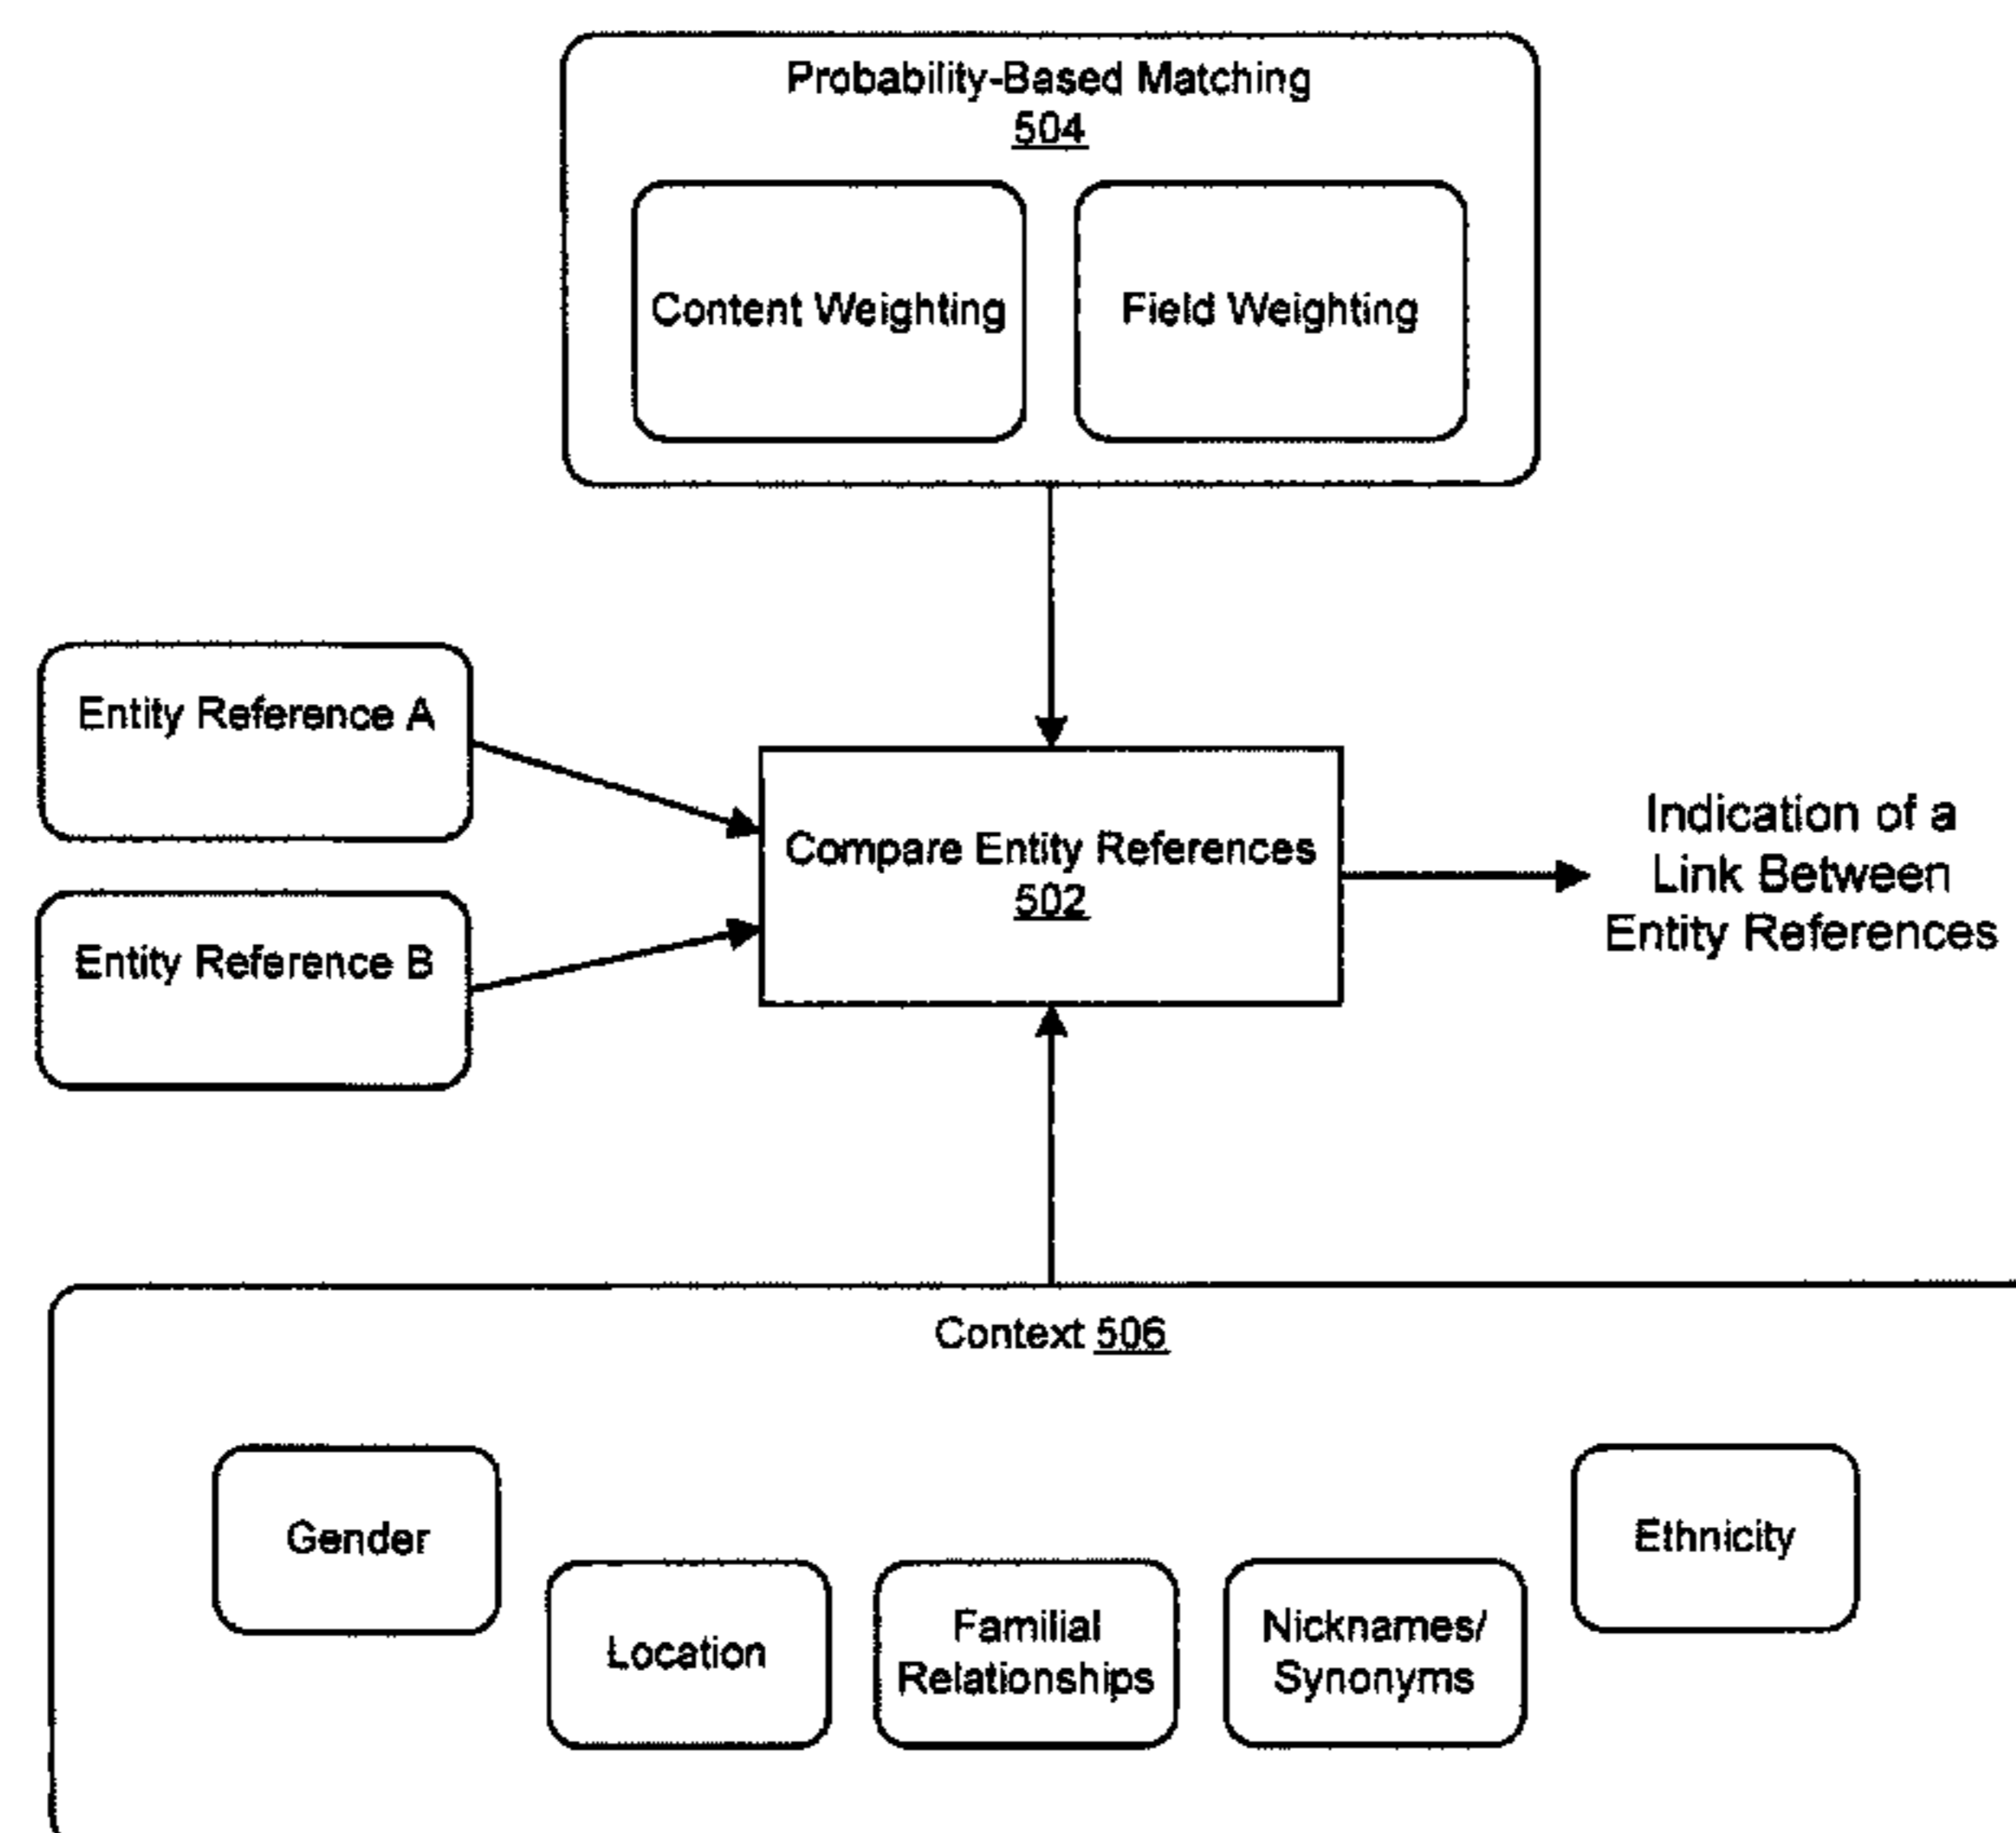 Probability-Based Matching
504
Content Weighting
Field Weighting
Entity Reference A
Entity Reference B
Compare Entity References
502
Indication of a
Link Between
Entity References
Context 506
Gender
Location
Familial
Relationships
Nicknames/
Synonyms
Ethnicity